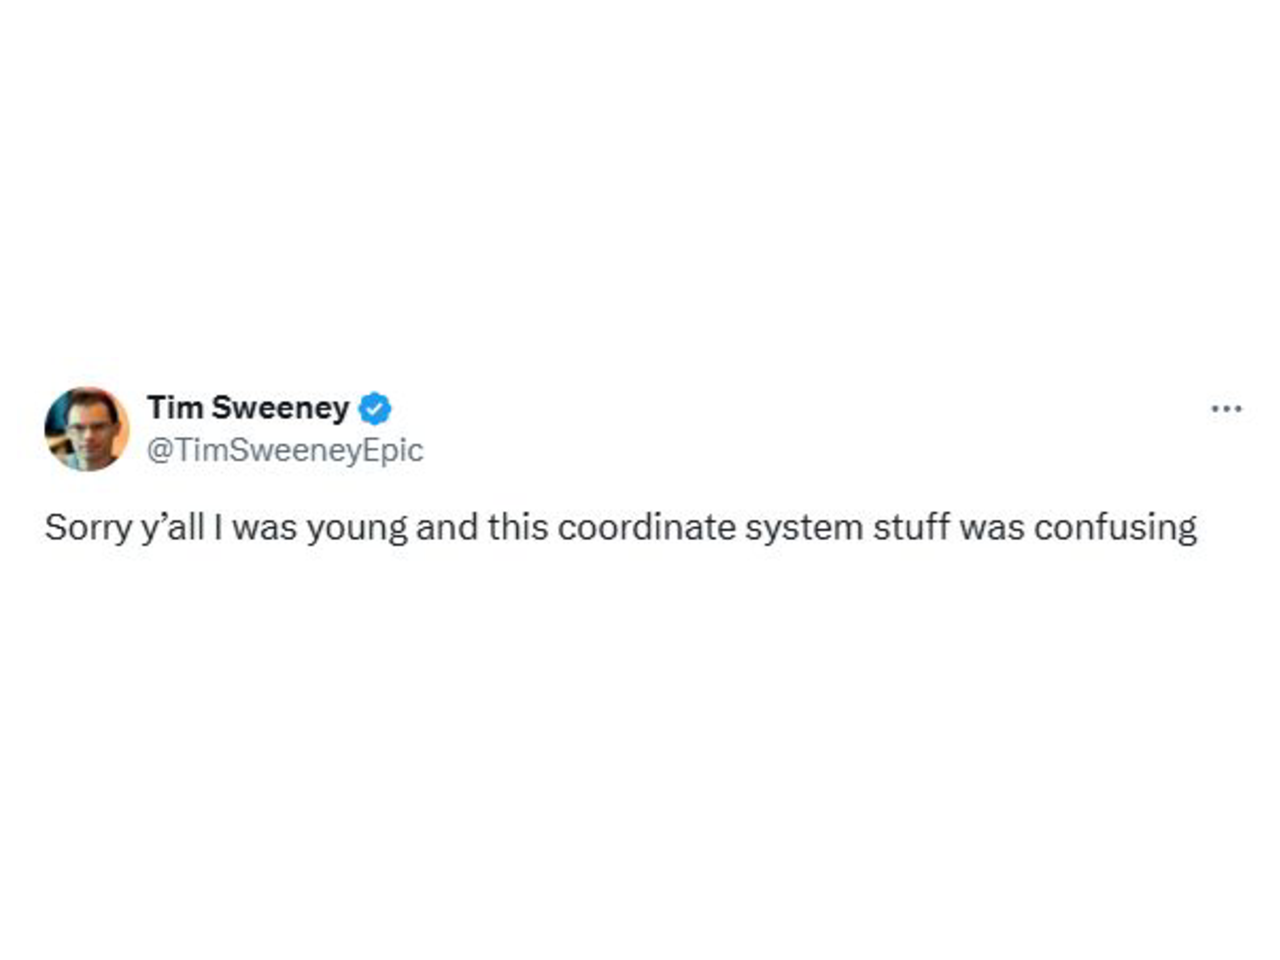 Tim Sweeney
@TimSweeneyEpic
Sorry y’all I was young and this coordinate system stuff was confusing